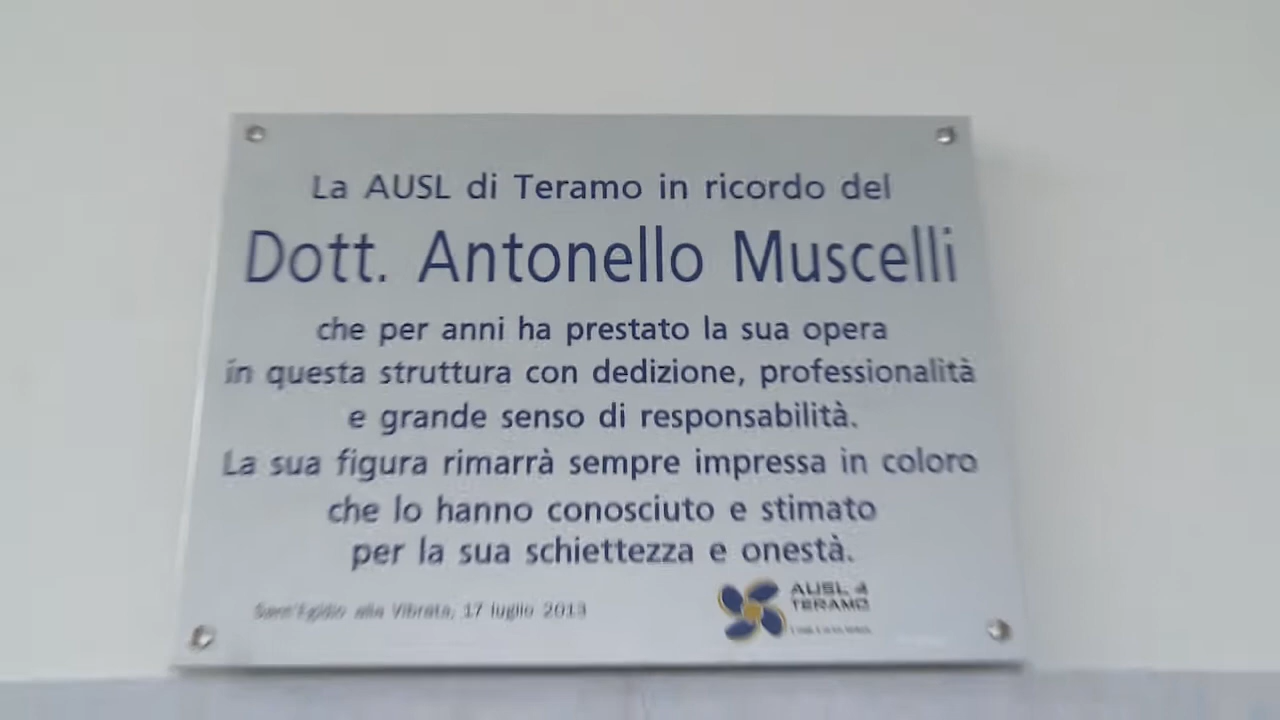 La AUSL di Teramo in ricordo del
Dott. Antonello Muscelli
che per anni ha prestato la sua opera
in questa struttura con dedizione, professionalità
e grande senso di responsabilità.
La sua figura rimarrà sempre impressa in coloro
che lo hanno conosciuto e stimato
per la sua schiettezza e onestà.
Sant'Egidio alla Vibrata, 17 luglio 2013
AUSL 4
TERAMO